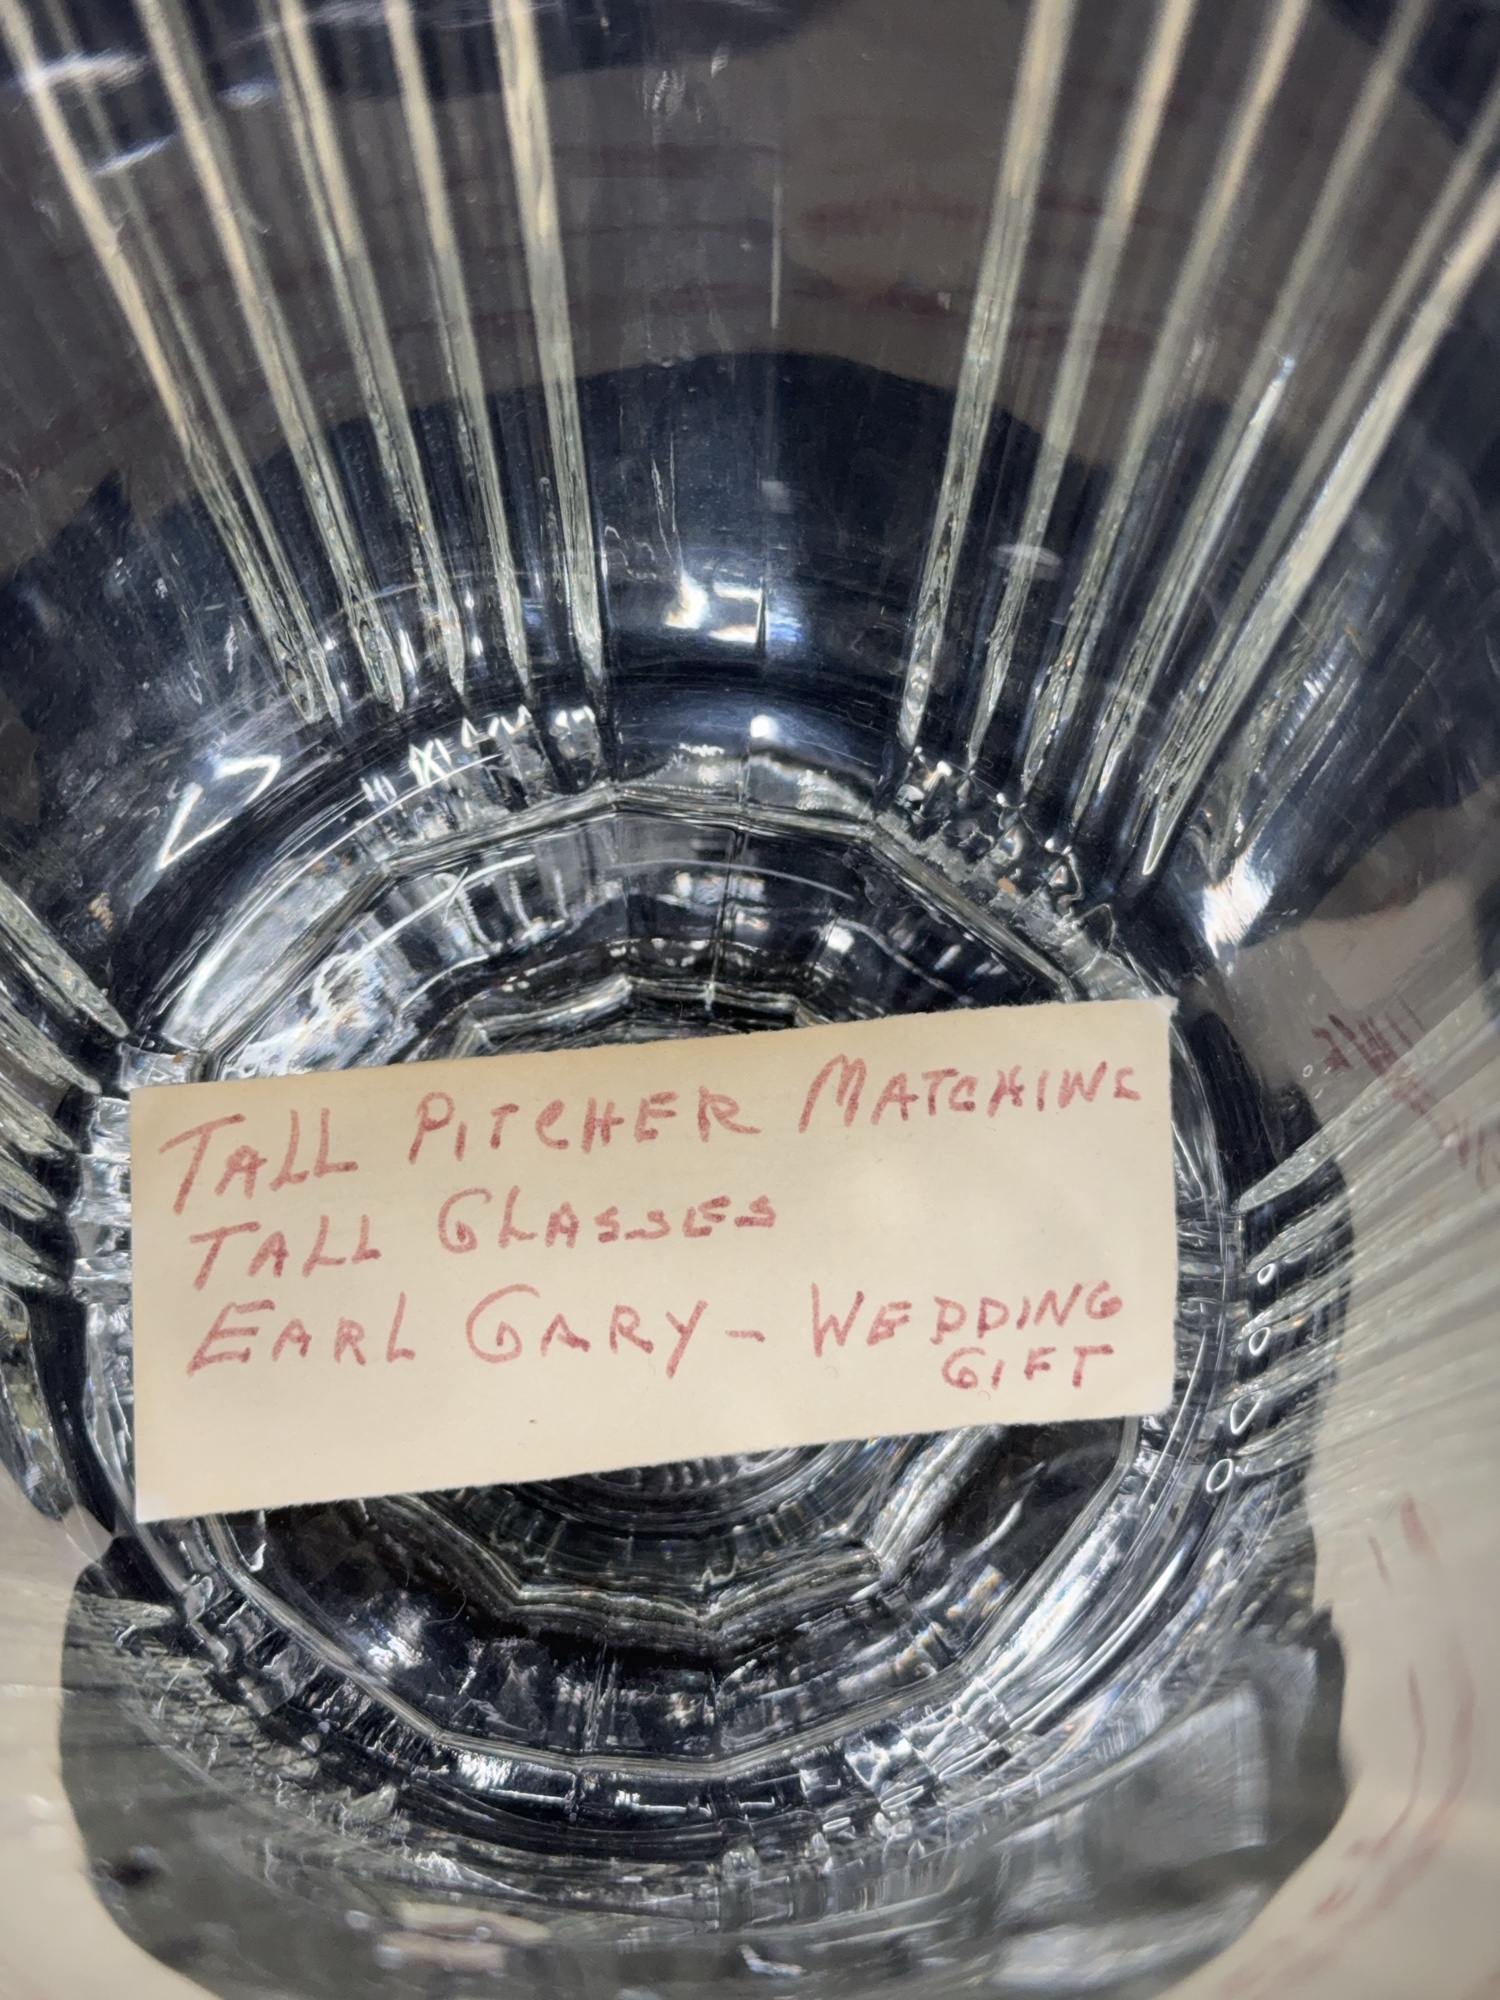 TALL PITCHER MATCHING
TALL GLASSES
EARL GARY - WEDDING
GIFT